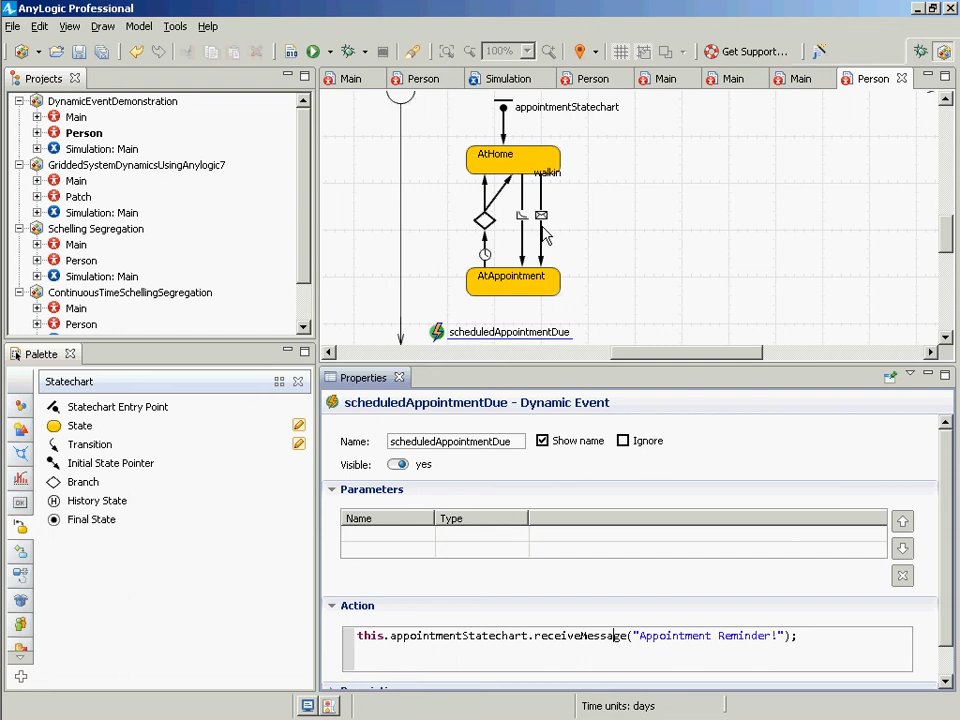 AnyLogic Professional
File Edit View Draw Model Tools Help
100% Get Support...
Projects
Main Person Simulation Person Main Main Main Person
DynamicEventDemonstration
Main
Person
Simulation: Main
GriddedSystemDynamicsUsingAnylogic7
Main
Patch
Simulation: Main
Schelling Segregation
Main
Person
Simulation: Main
ContinuousTimeSchellingSegregation
Main
Person
appointmentStatechart
AtHome
walkin
AtAppointment
scheduledAppointmentDue
Palette
Statechart
Statechart Entry Point
State
Transition
Initial State Pointer
Branch
History State
Final State
Properties
scheduledAppointmentDue - Dynamic Event
Name: scheduledAppointmentDue Show name Ignore
Visible: yes
Parameters
Name Type
Action
this.appointmentStatechart.receiveMessage("Appointment Reminder!");
Time units: days